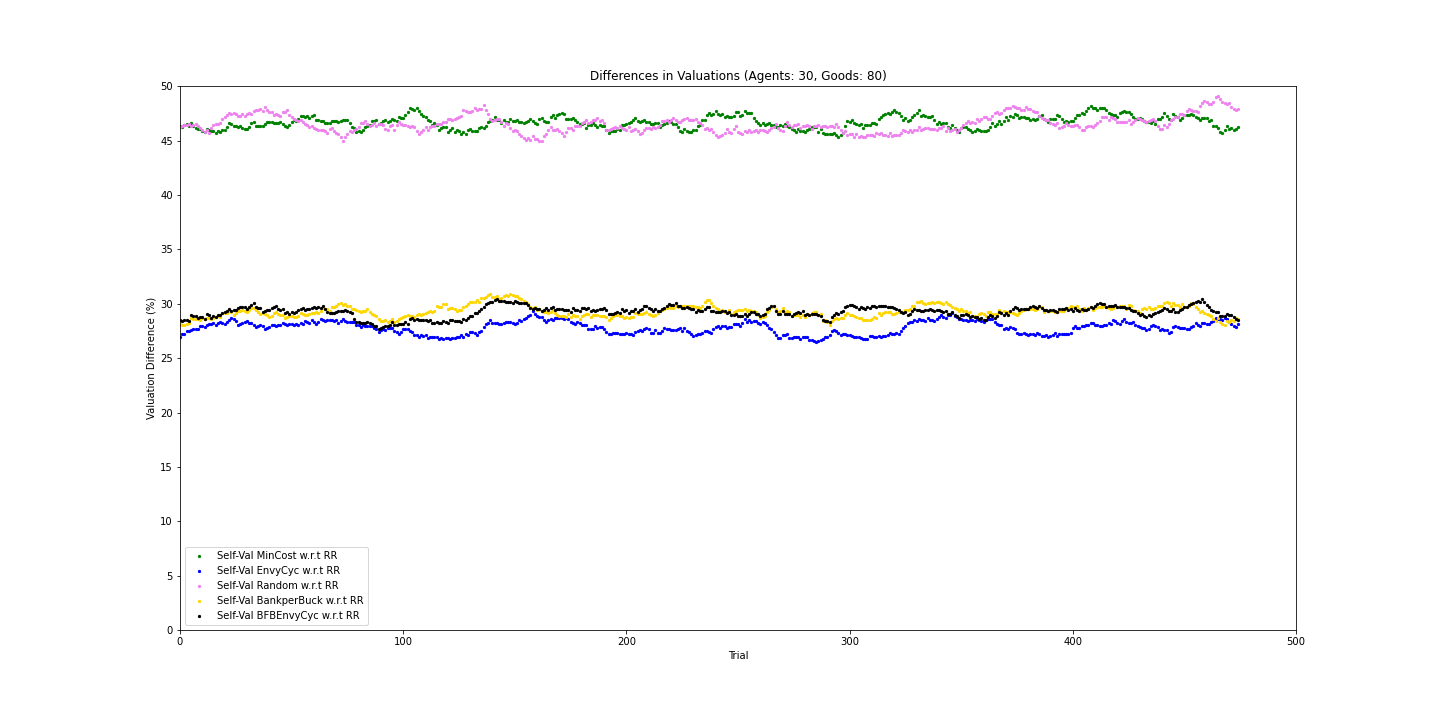 Differences in Valuations (Agents: 30, Goods: 80)
Valuation Difference (%)
50
45
40
35
30
25
20
15
10
5
0
Self-Val MinCost w.r.t RR
Self-Val EnvyCyc w.r.t RR
Self-Val Random w.r.t RR
Self-Val BankperBuck w.r.t RR
Self-Val BFBEnvyCyc w.r.t RR
0 100 200 300 400 500
Trial